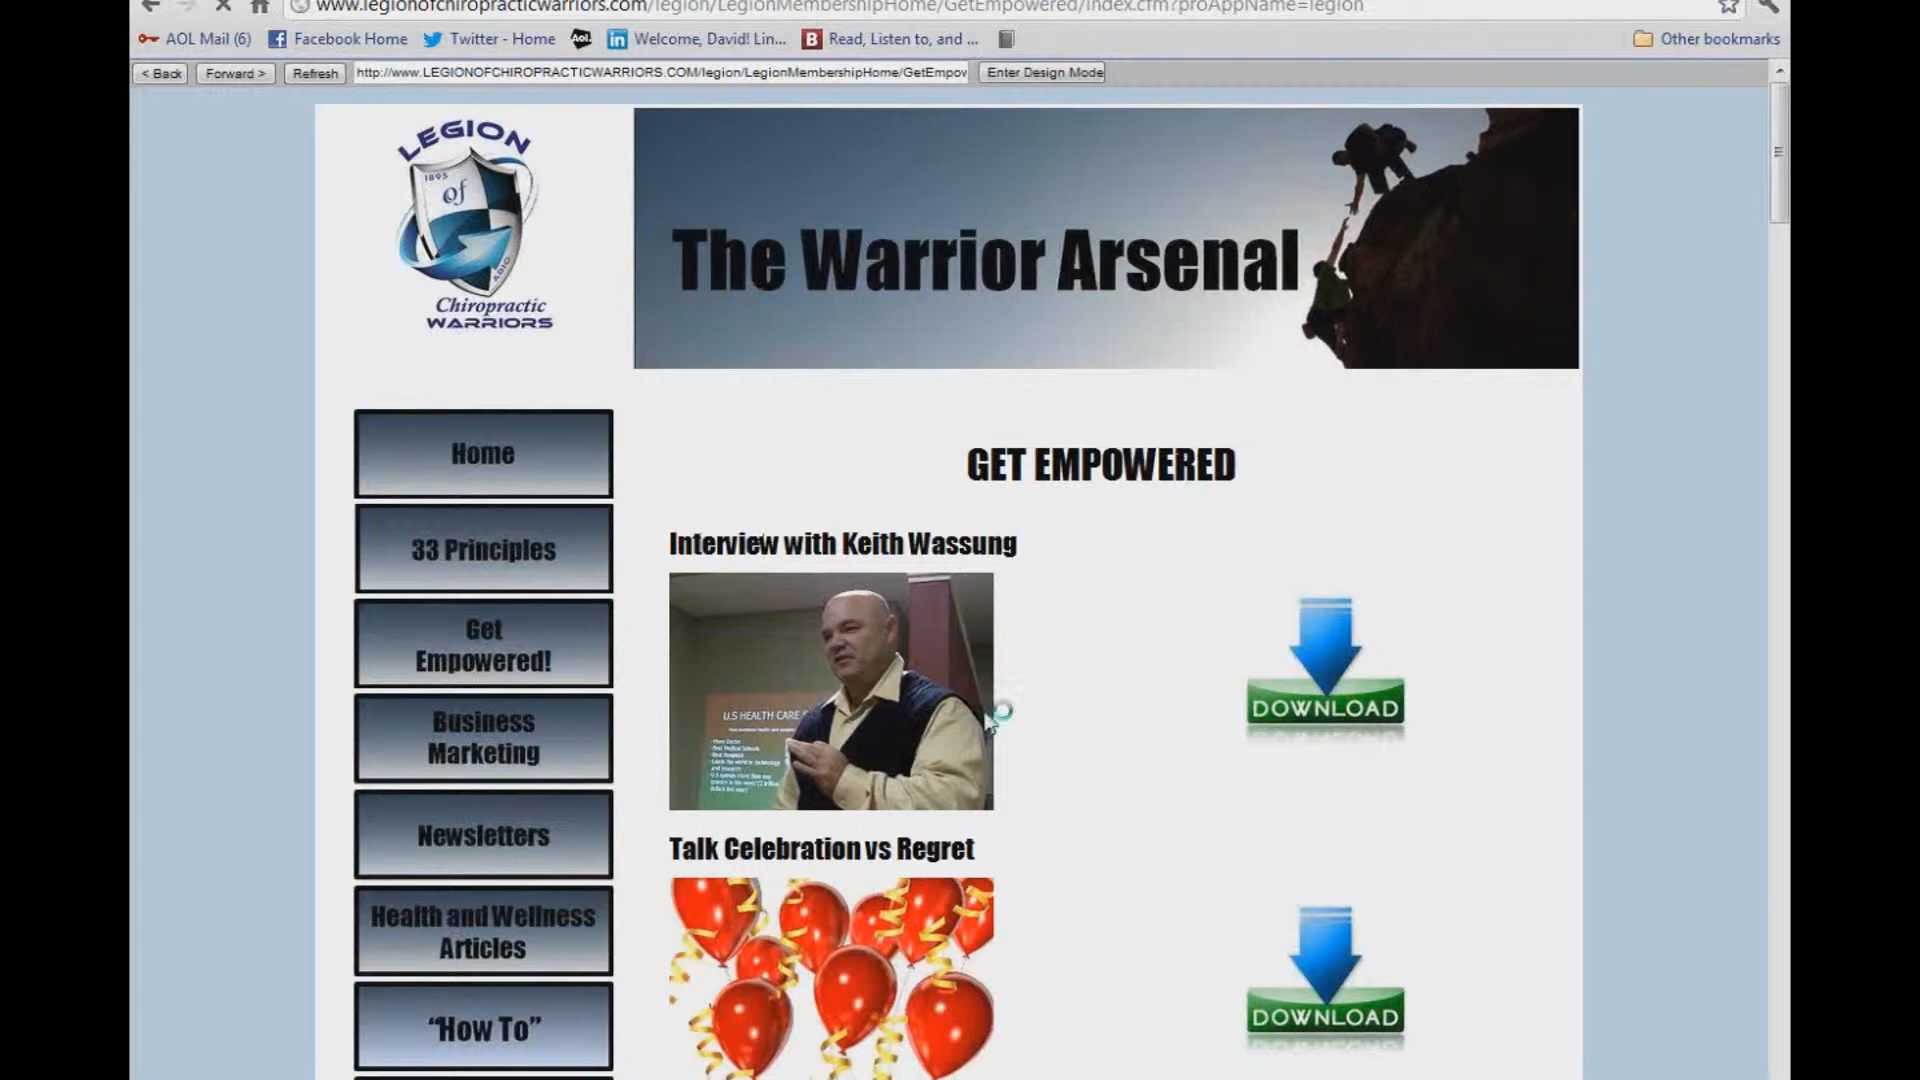 www.legionofchiropracticwarriors.com/legion/LegionMembershipHome/GetEmpowered/index.cfm?proAppName=legion
AOL Mail (6)
Facebook Home
Twitter - Home
Aol.
Welcome, David! Lin...
B
Read, Listen to, and ...
Other bookmarks
< Back
Forward >
Refresh
http://www.LEGIONOFCHIROPRACTICWARRIORS.COM/legion/LegionMembershipHome/GetEmpov
Enter Design Mode
LEGION
1895
of
ADIO
Chiropractic
WARRIORS
The Warrior Arsenal
Home
33 Principles
Get
Empowered!
Business
Marketing
Newsletters
Health and Wellness
Articles
“How To”
GET EMPOWERED
Interview with Keith Wassung
U.S HEALTH CARE S
DOWNLOAD
Talk Celebration vs Regret
DOWNLOAD